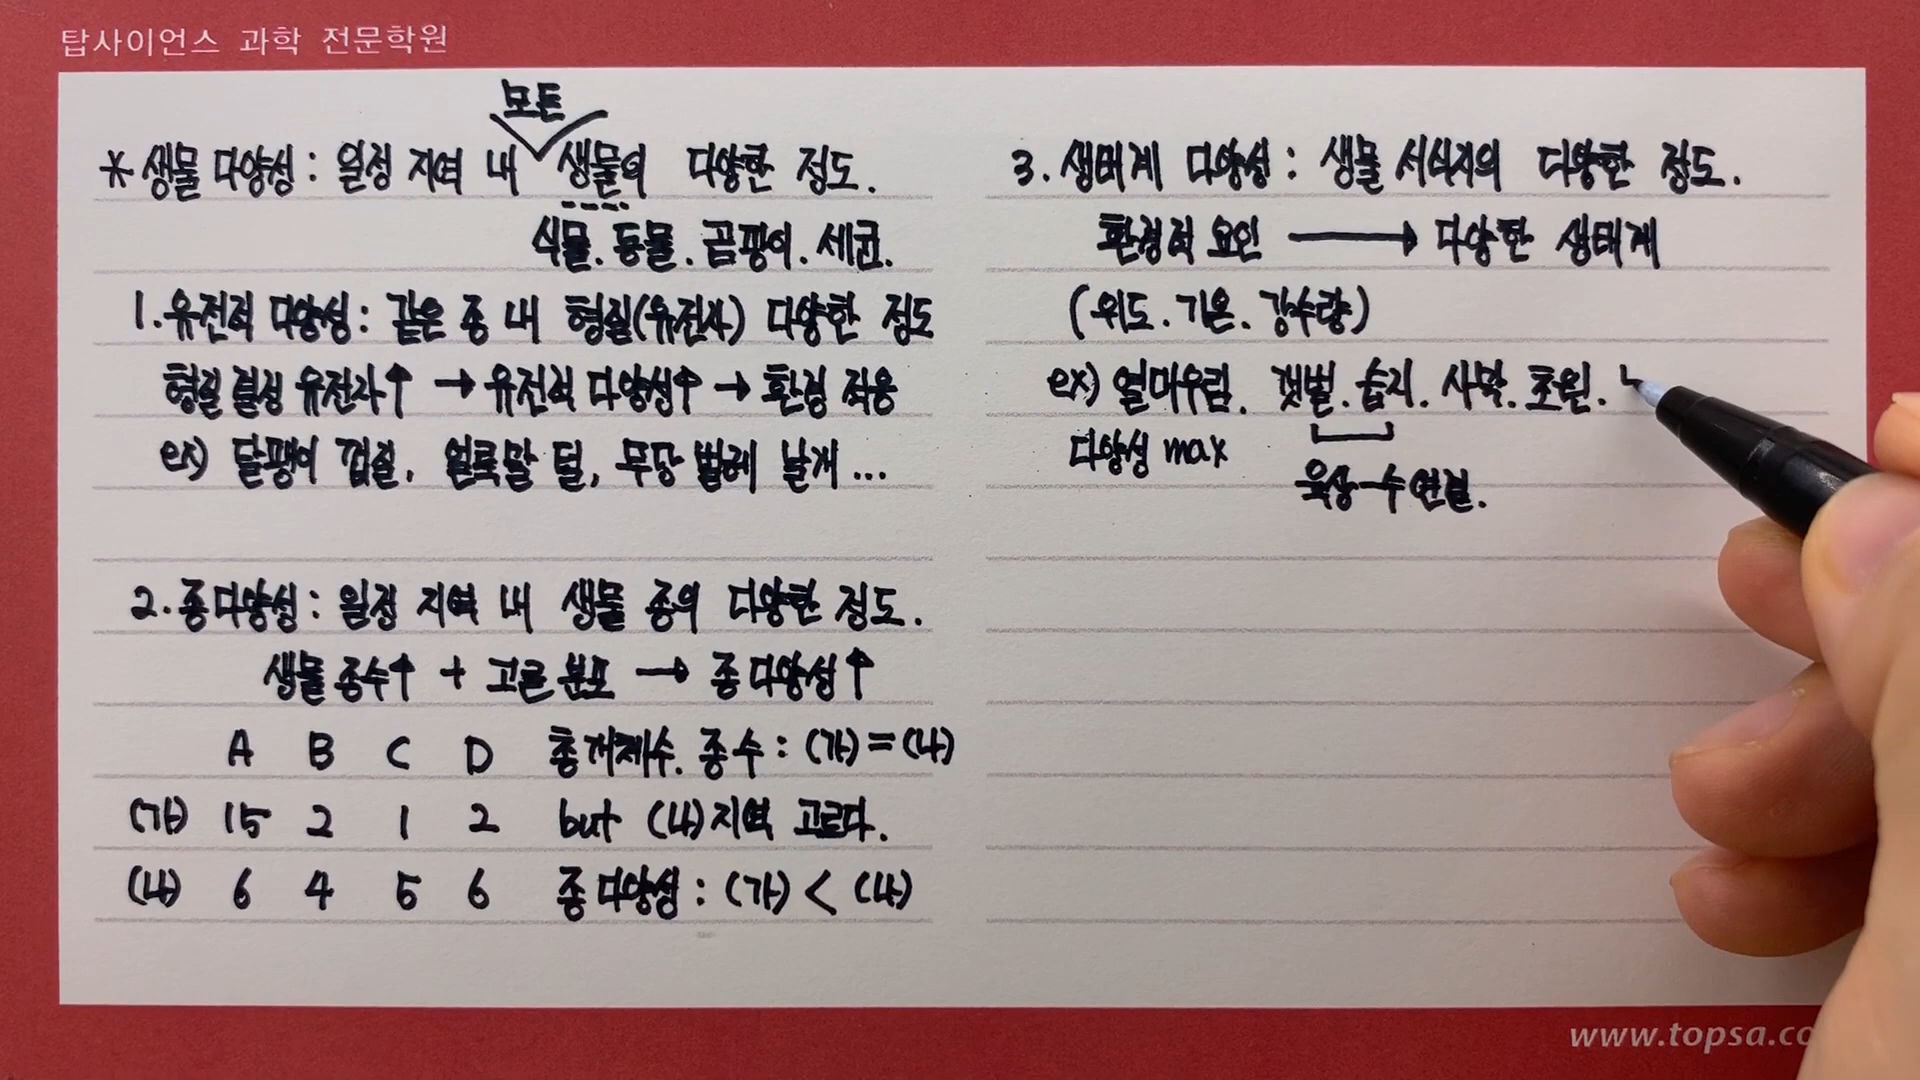 탑사이언스 과학 전문학원
모든
* 생물 다양성 : 일정 지역 내 생물의 다양한 정도.
식물. 동물. 곰팡이. 세균.
1. 유전적 다양성 : 같은 종 내 형질(유전자) 다양한 정도
형질 결정 유전자↑ → 유전적 다양성↑ → 환경 적응
ex) 달팽이 껍질, 얼룩말 털, 무당 벌레 날개 ...
2. 종 다양성 : 일정 지역 내 생물 종의 다양한 정도.
생물 종수↑ + 고른 분포 → 종 다양성↑
A B C D 총 개체수. 종 수 : (가) = (나)
(가) 15 2 1 2 but (나) 지역 고르다.
(나) 6 4 5 6 종 다양성 : (가) < (나)
3. 생태계 다양성 : 생물 서식지의 다양한 정도.
환경적 요인 → 다양한 생태계
(위도. 기온. 강수량)
ex) 열대우림. 갯벌. 습지. 사막. 초원.
다양성 max
육상-수 연결.
www.topsa.co